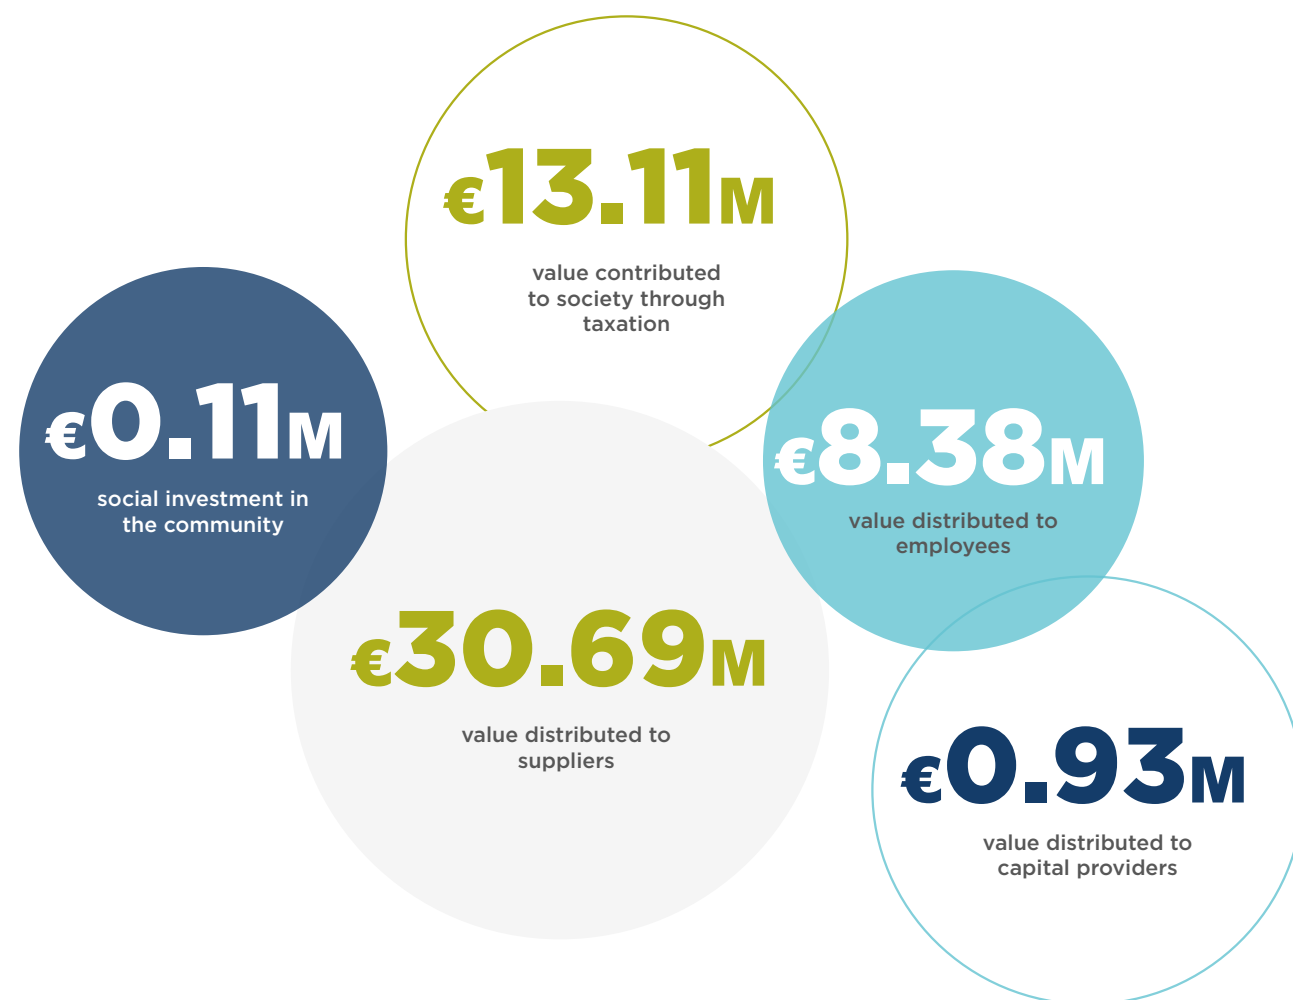 €13.11M
value contributed
to society through
taxation
€0.11M
social investment in
the community
€8.38M
value distributed to
employees
€30.69M
value distributed to
suppliers
€0.93M
value distributed to
capital providers